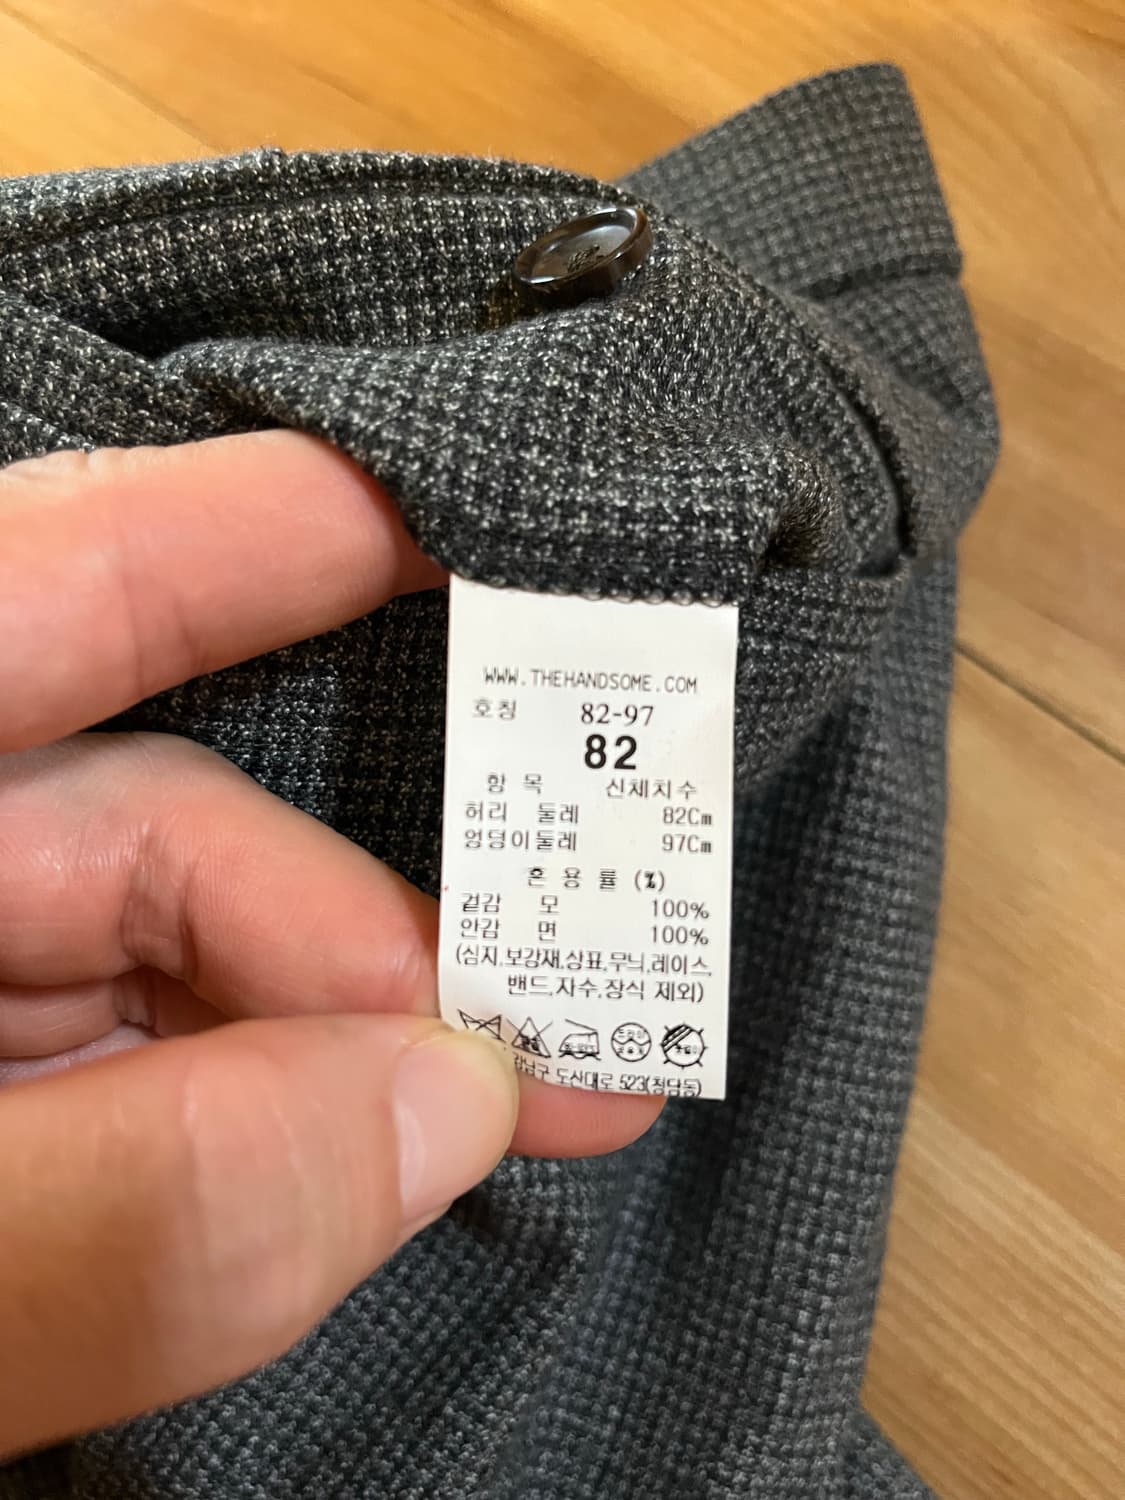 WWW.THEHANDSOME.COM
호칭 82-97
82
항 목 신체치수
허리 둘레 82Cm
엉덩이둘레 97Cm
혼 용 률 (%)
겉감 모 100%
안감 면 100%
(심지.보강재.상표.무늬.레이스.
밴드.자수.장식 제외)
강남구 도산대로 523(청담동)